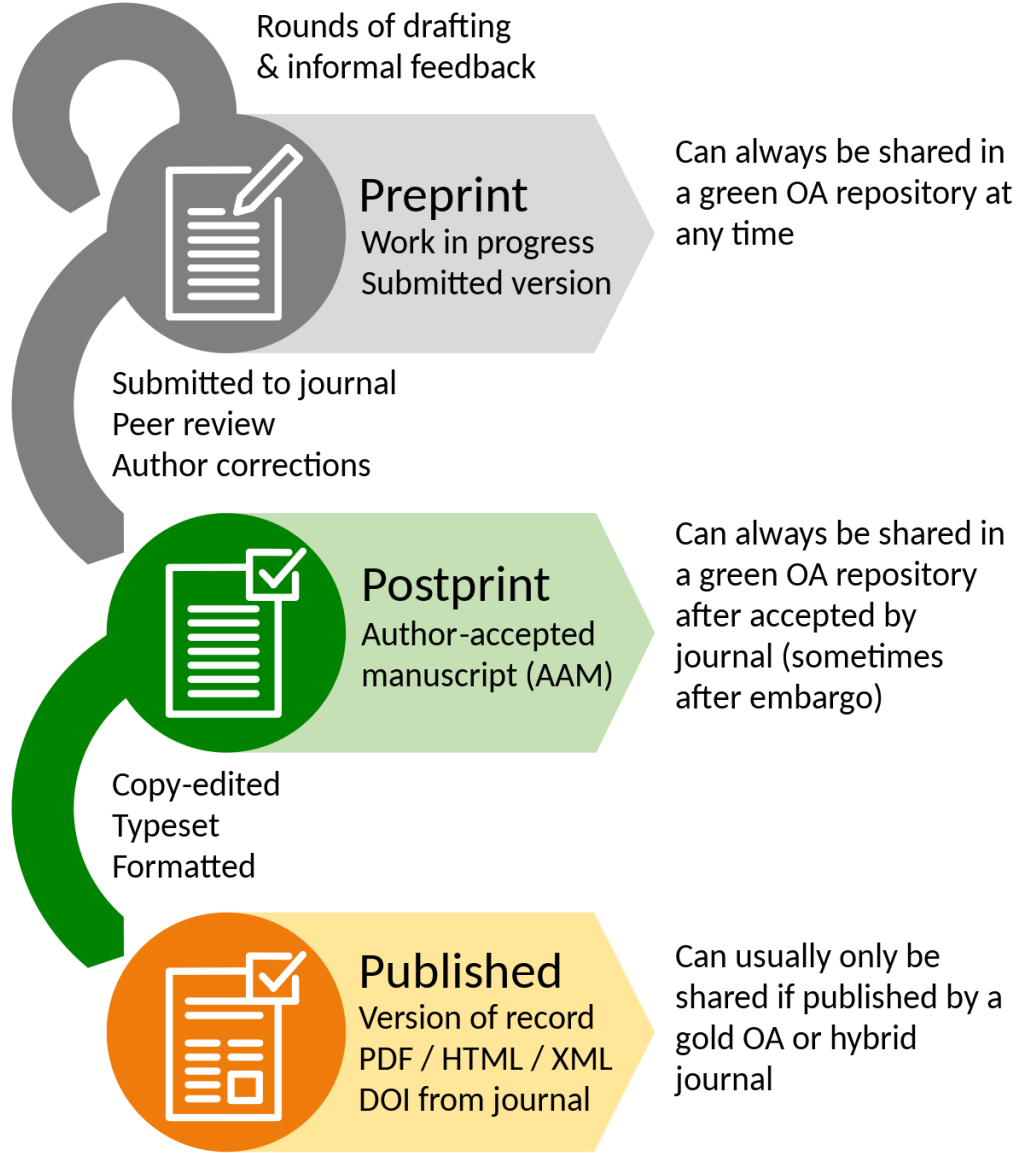 Rounds of drafting
& informal feedback
Preprint
Work in progress
Submitted version
Can always be shared in
a green OA repository at
any time
Submitted to journal
Peer review
Author corrections
Postprint
Author-accepted
manuscript (AAM)
Can always be shared in
a green OA repository
after accepted by
journal (sometimes
after embargo)
Copy-edited
Typeset
Formatted
Published
Version of record
PDF / HTML / XML
DOI from journal
Can usually only be
shared if published by a
gold OA or hybrid
journal